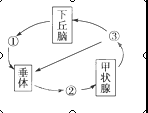 下丘
脑
①
③
垂
体
②
甲
状
腺